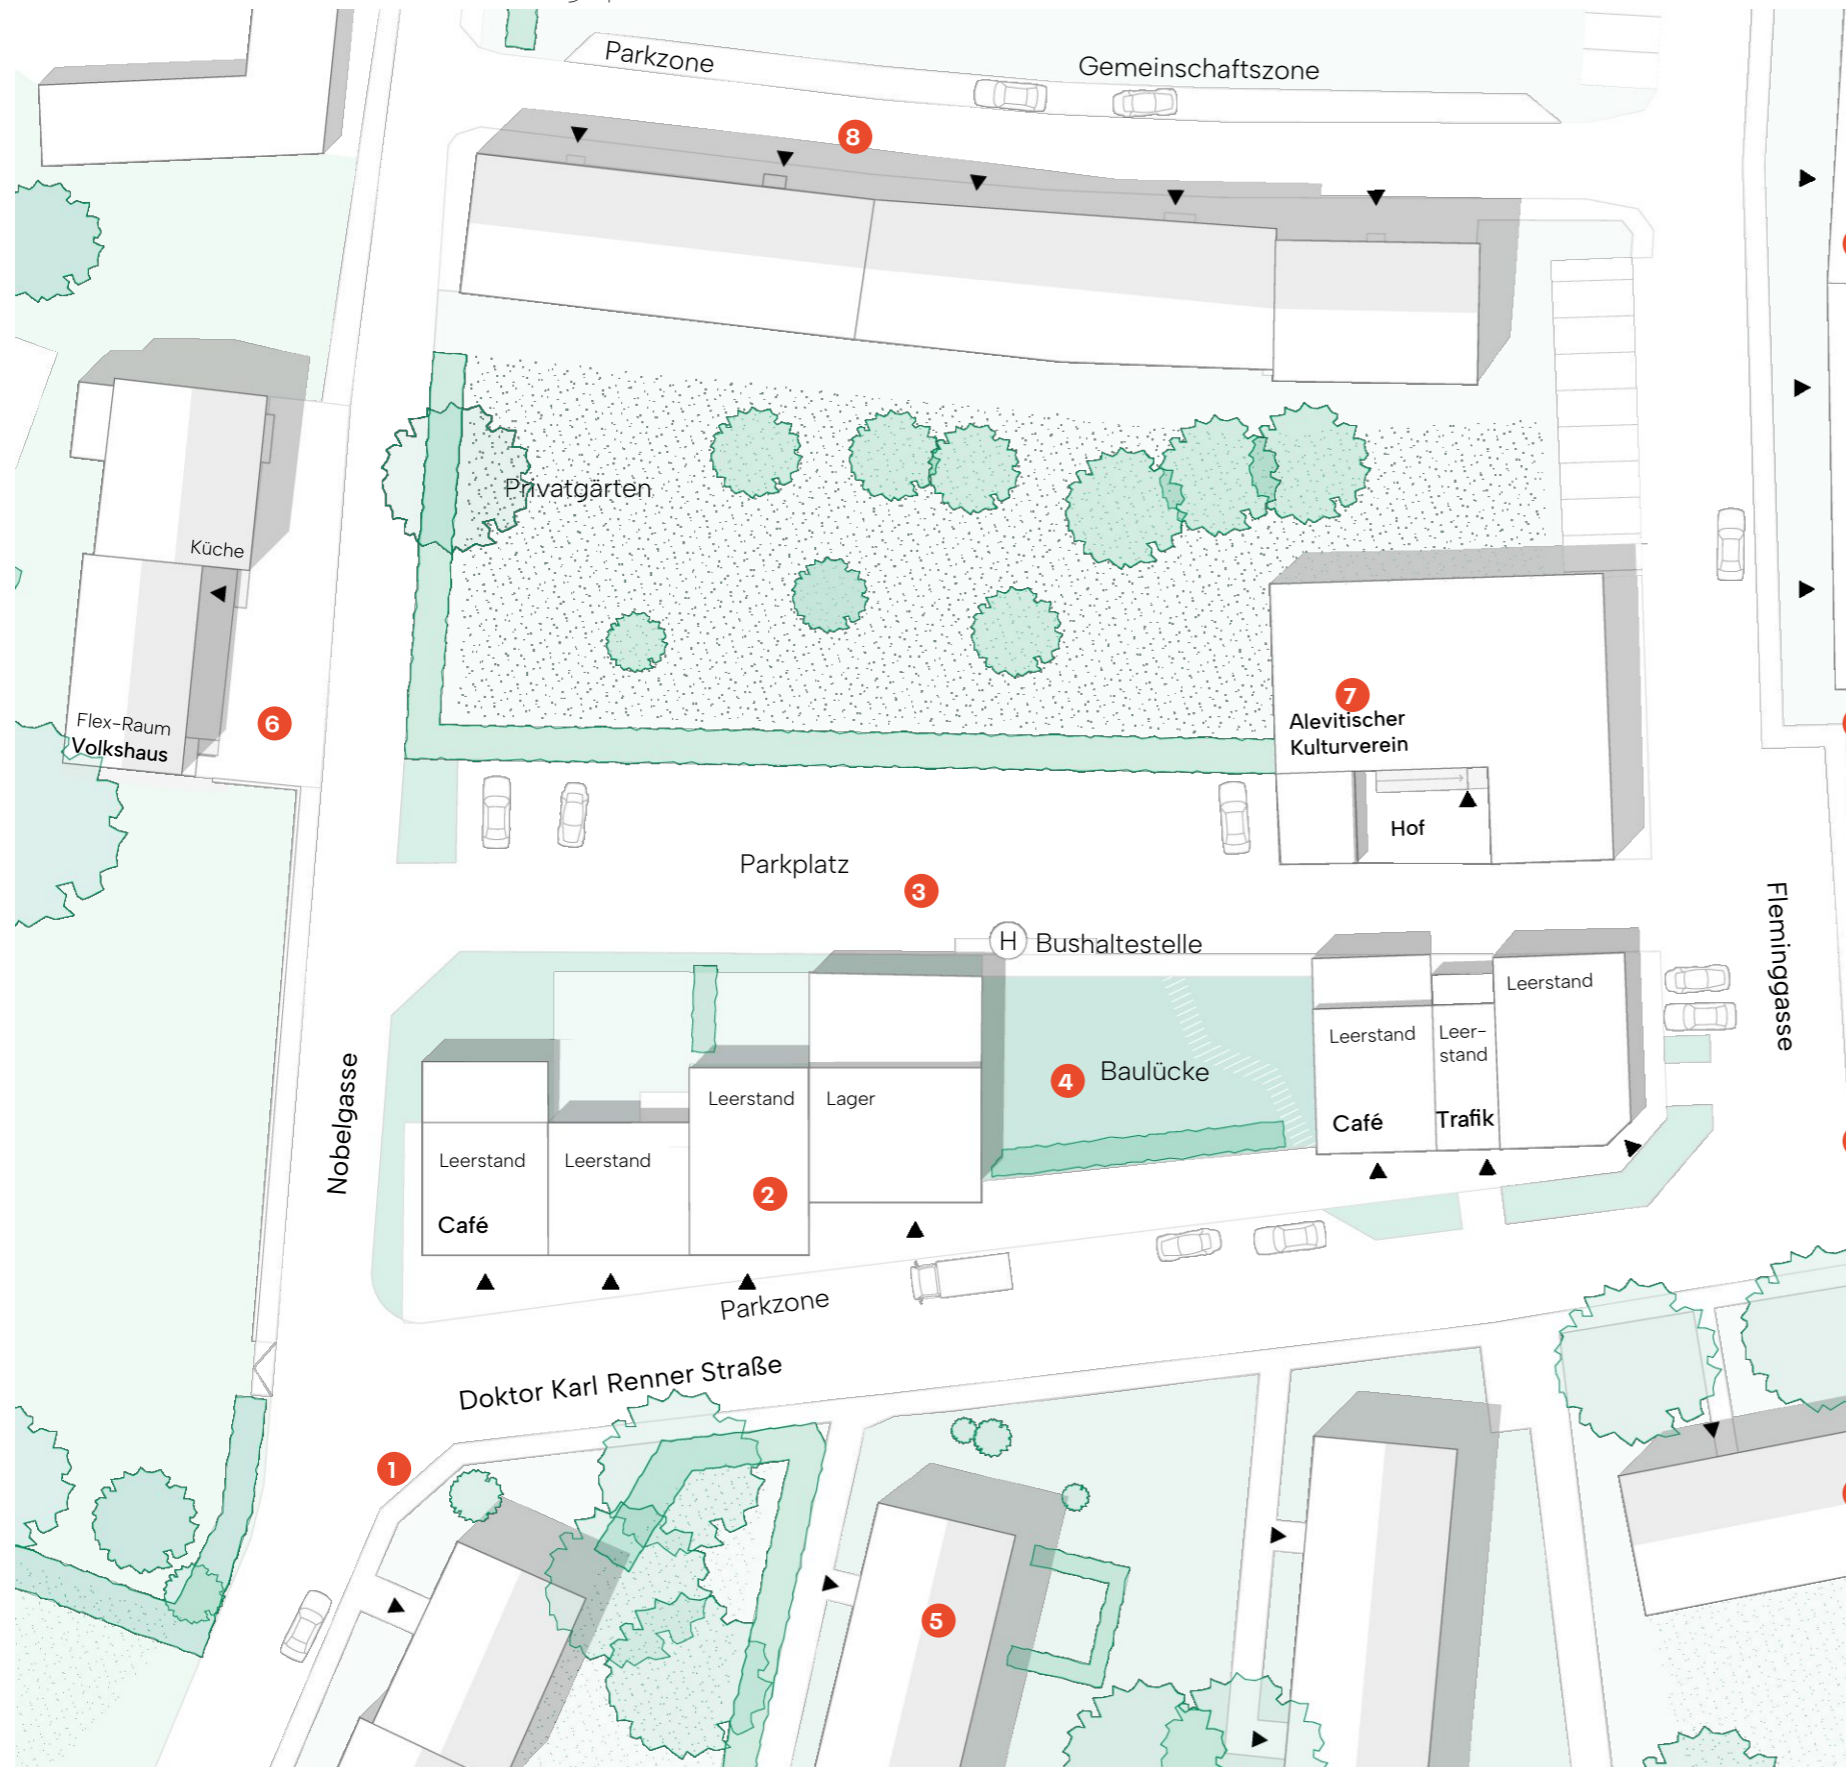 Parkzone
Gemeinschaftszone
8
Privatgärten
Küche
Flex-Raum
Volkshaus
6
7
Alevitischer
Kulturverein
Hof
Parkplatz
3
H Bushaltestelle
Nobelgasse
Fleminggasse
Leerstand
Café
Leerstand
Leerstand
2
Lager
4 Baulücke
Leerstand
Café
Leer-
stand
Trafik
Leerstand
Parkzone
Doktor Karl Renner Straße
1
5